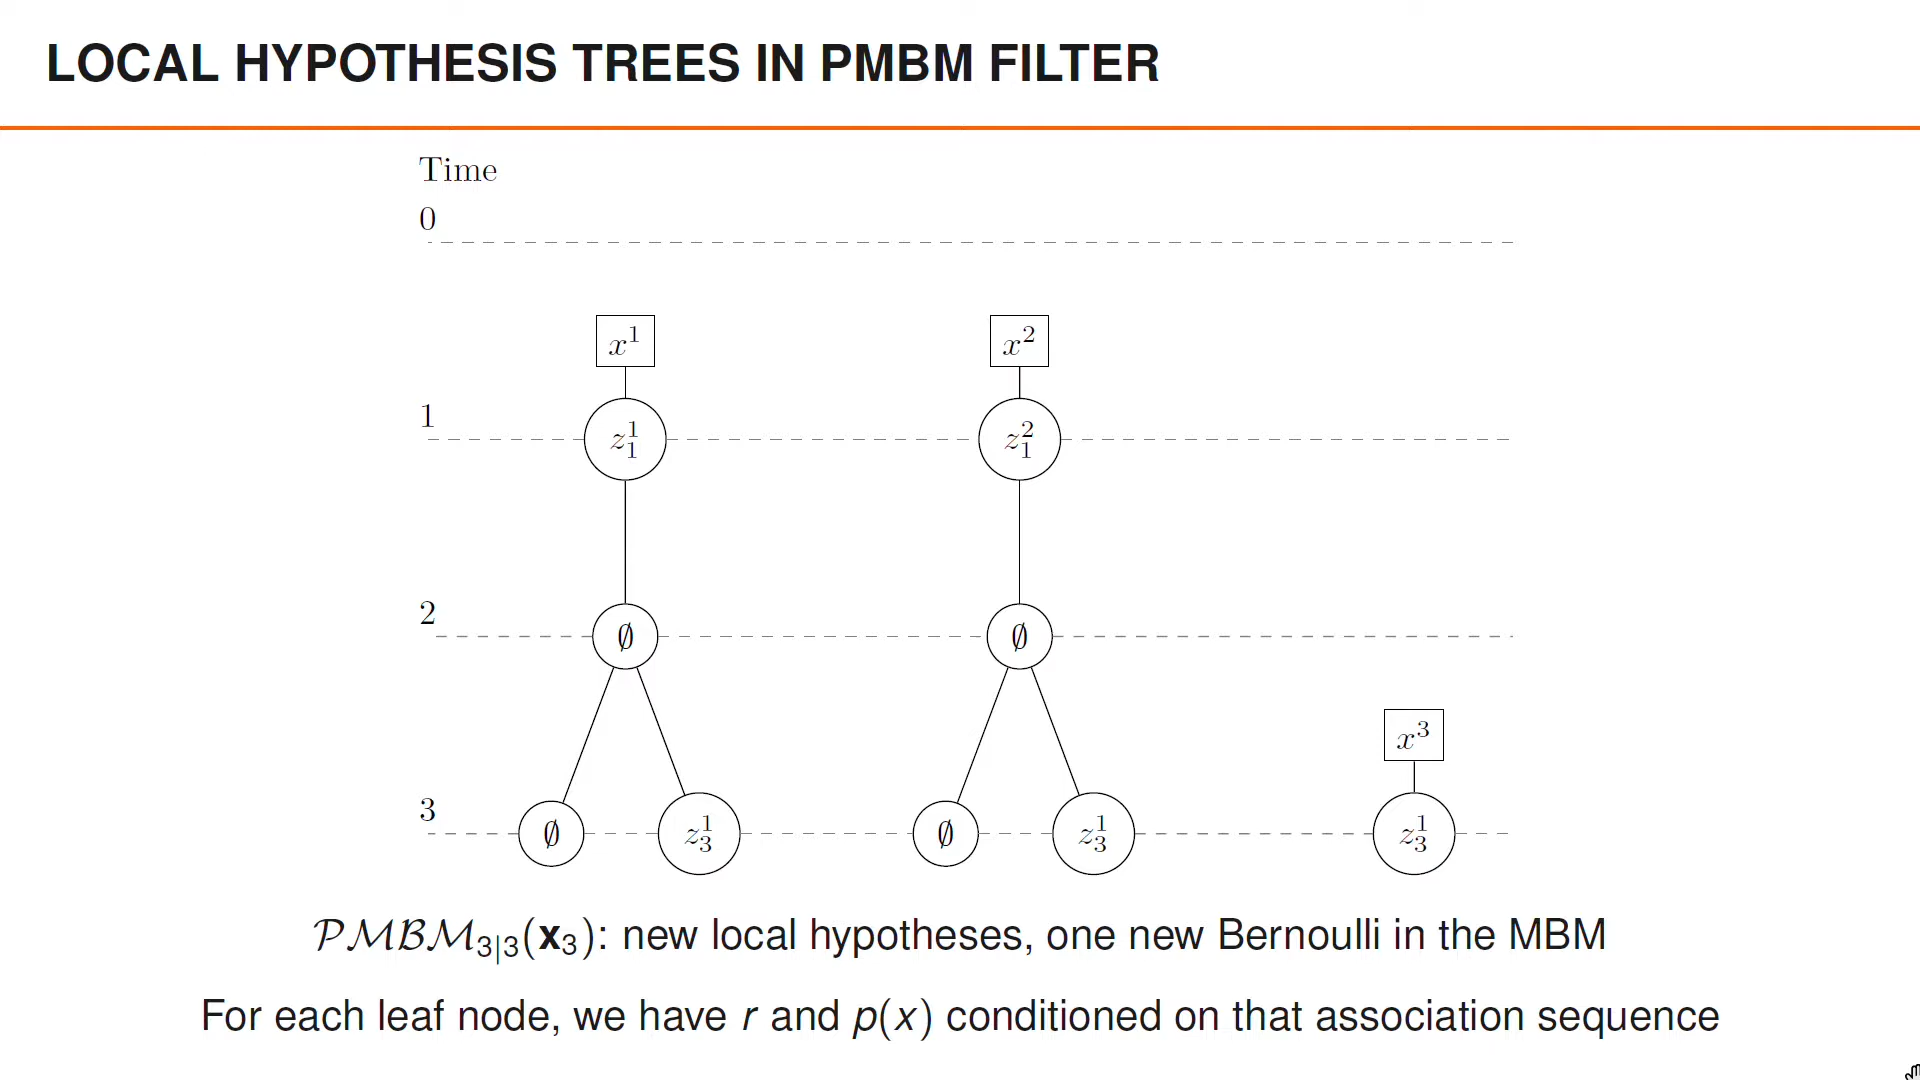 LOCAL HYPOTHESIS TREES IN PMBM FILTER
Time
0
x¹ x²
1 z₁¹ z₁²
2 ∅ ∅
x³
3 ∅ z₃¹ ∅ z₃¹ z₃¹
𝒫ℳℬℳ₃|₃(𝐱₃): new local hypotheses, one new Bernoulli in the MBM
For each leaf node, we have r and p(x) conditioned on that association sequence